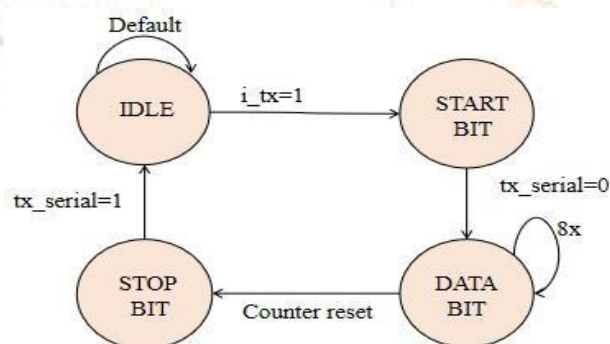 Default
IDLE
i_tx=1
START
BIT
tx_serial=1
tx_serial=0
8x
STOP
BIT
Counter reset
DATA
BIT